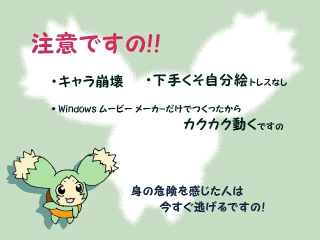 注意ですの!!
・キャラ崩壊 ・下手くそ自分絵トレスなし
・Windows ムービー メーカーだけでつくったから
カクカク動くですの
身の危険を感じた人は
今すぐ逃げるですの!